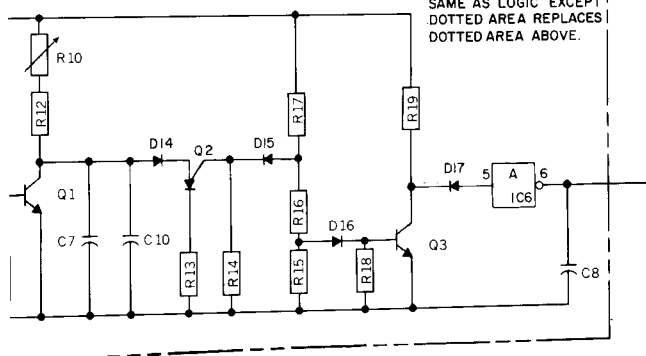 SAME AS LOGIC EXCEPT
DOTTED AREA REPLACES
DOTTED AREA ABOVE.
R10
R12
R17
R19
D14
Q2
D15
D17
5
A
6
IC6
Q1
R16
D16
Q3
C7
C10
R13
R14
R15
R18
C8